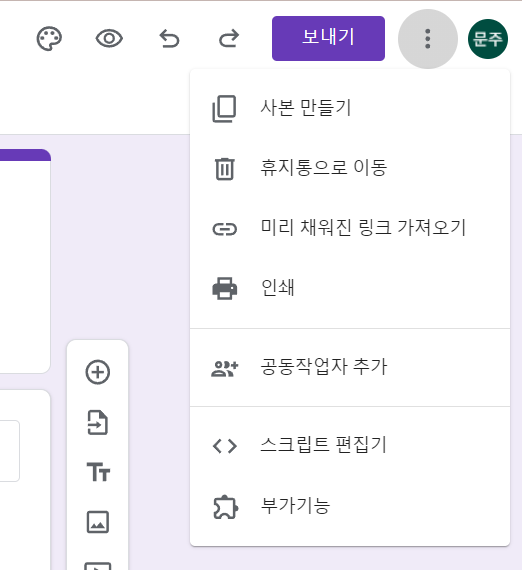 보내기
문주
사본 만들기
휴지통으로 이동
미리 채워진 링크 가져오기
인쇄
공동작업자 추가
스크립트 편집기
부가기능
Tт